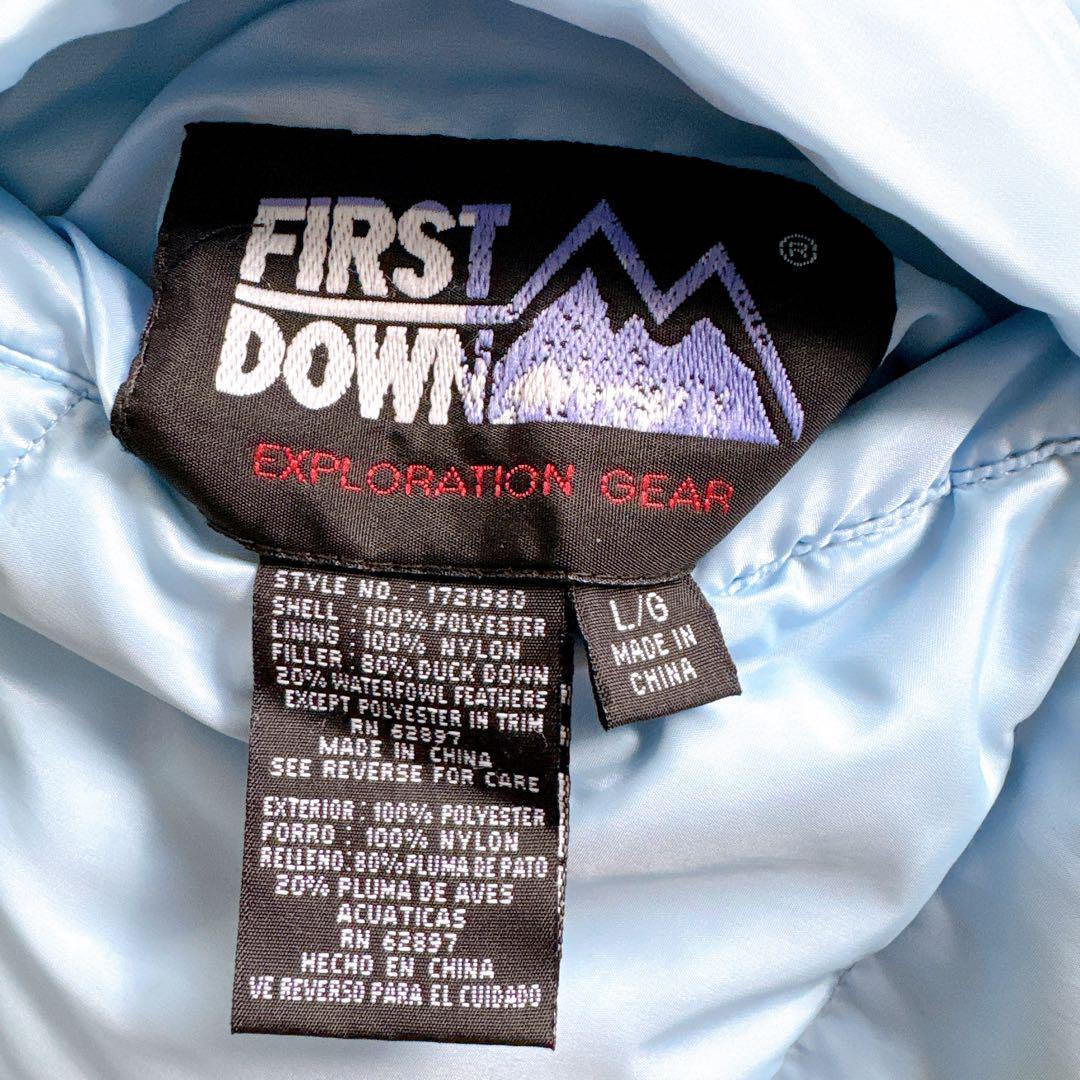 FIRST
DOWN
®
EXPLORATION GEAR
STYLE NO. : 1721980
SHELL : 100% POLYESTER
LINING : 100% NYLON
FILLER : 80% DUCK DOWN
20% WATERFOWL FEATHERS
EXCEPT POLYESTER IN TRIM
RN 62897
MADE IN CHINA
SEE REVERSE FOR CARE
EXTERIOR : 100% POLYESTER
FORRO : 100% NYLON
RELLENO 80% PLUMA DE PATO
20% PLUMA DE AVES
ACUATICAS
RN 62897
HECHO EN CHINA
VE REVERSO PARA EL CUIDADO
L/G
MADE IN
CHINA